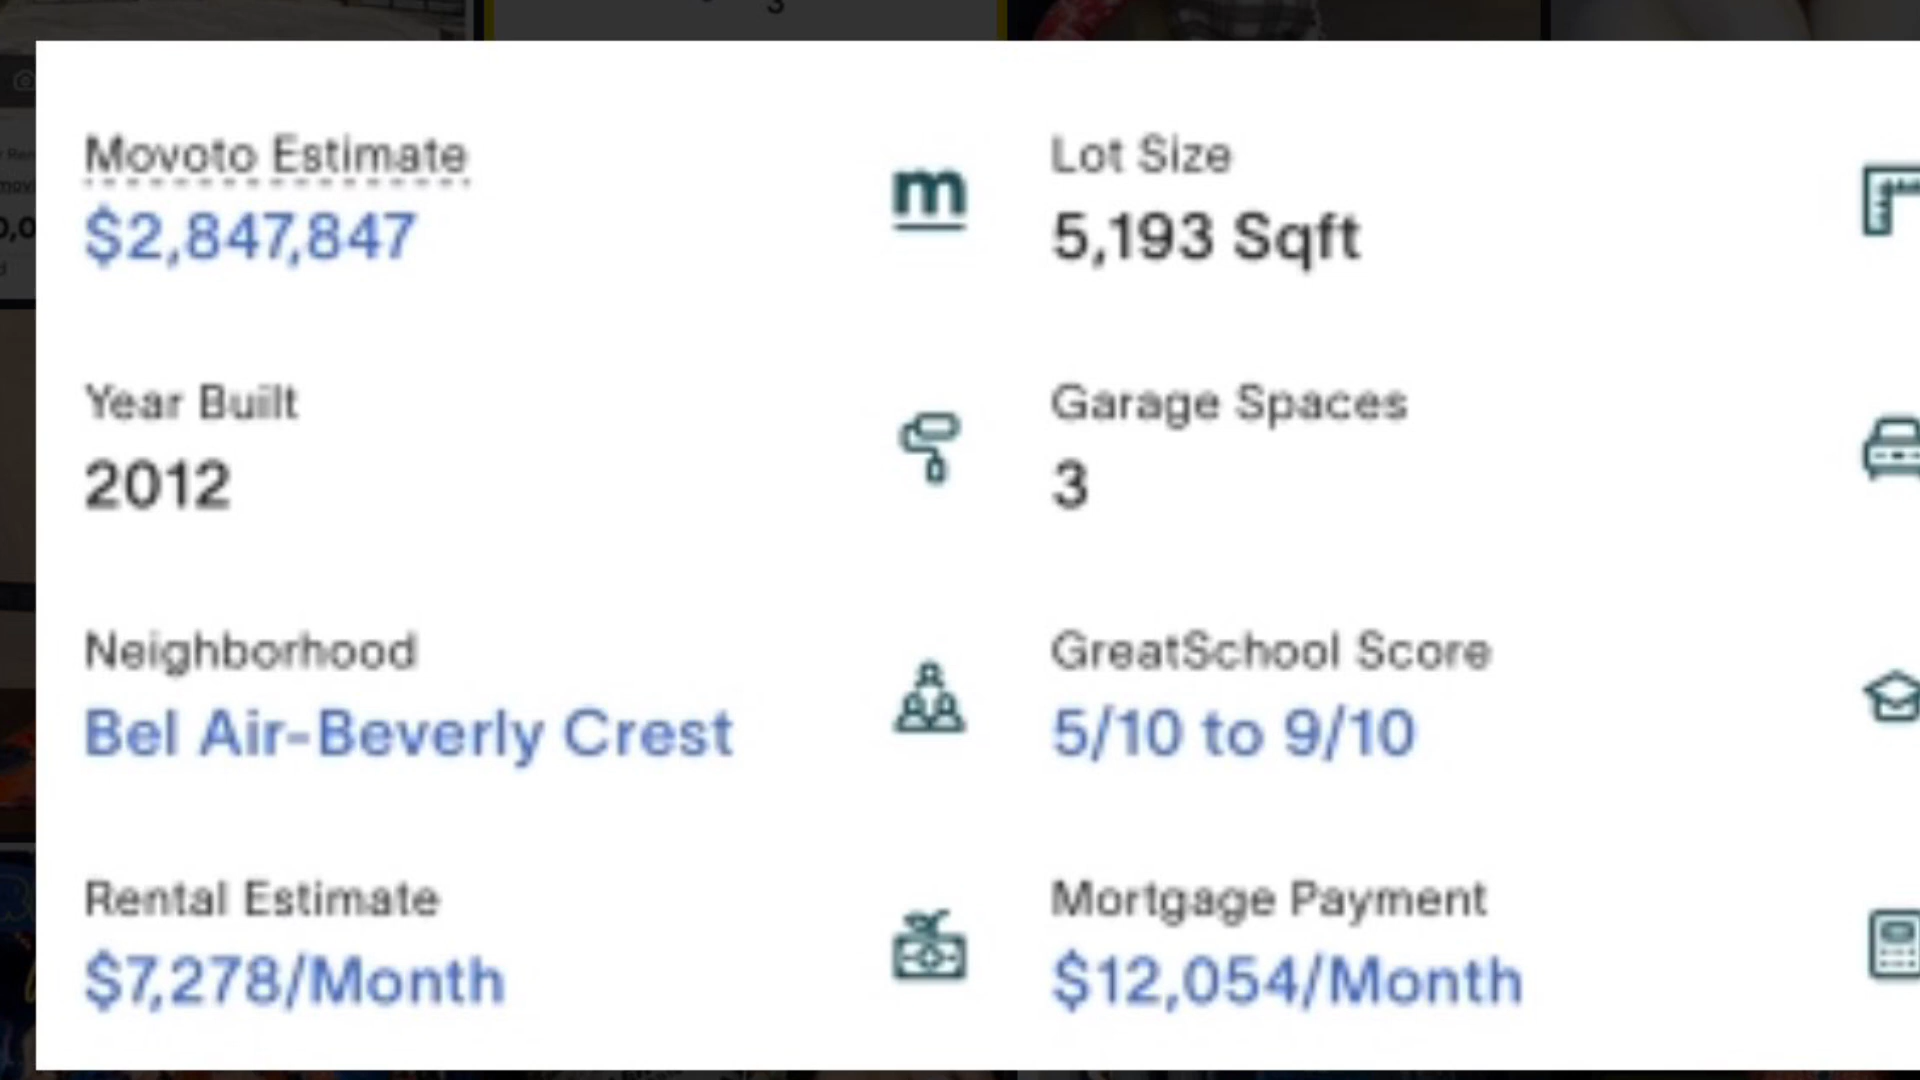 Movoto Estimate
$2,847,847
m
Lot Size
5,193 Sqft
Year Built
2012
Garage Spaces
3
Neighborhood
Bel Air-Beverly Crest
GreatSchool Score
5/10 to 9/10
Rental Estimate
$7,278/Month
Mortgage Payment
$12,054/Month